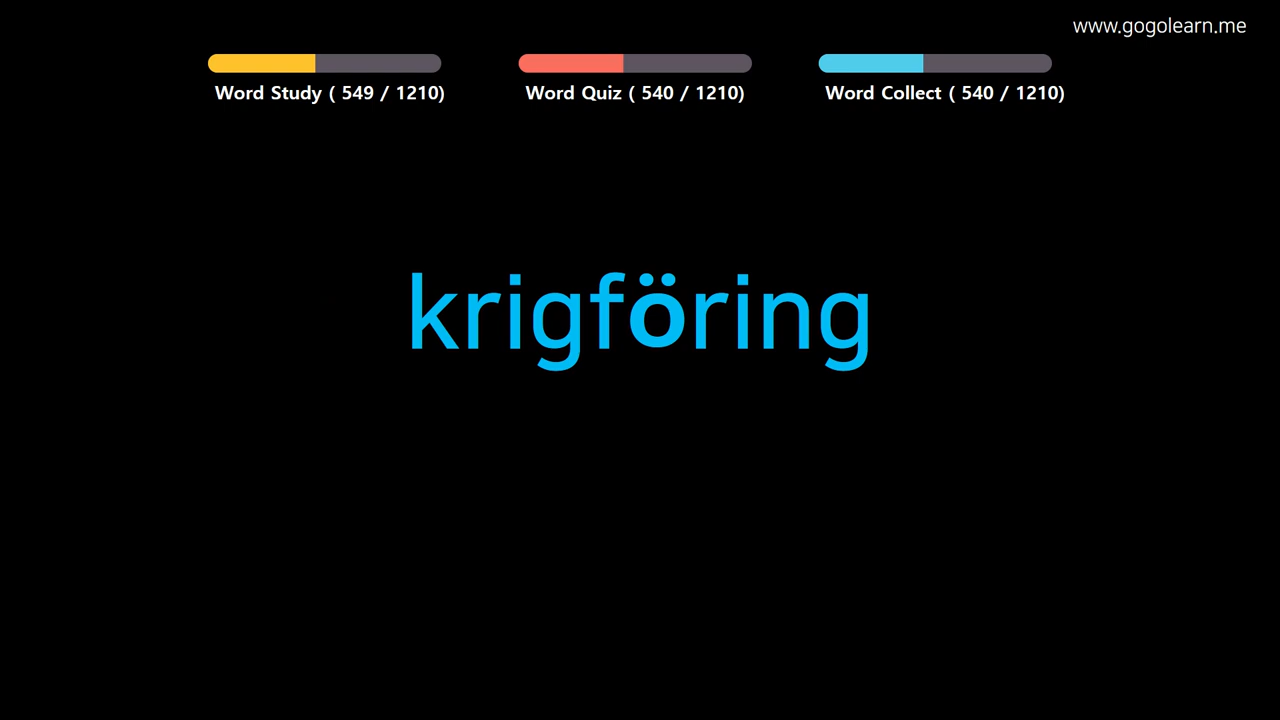 www.gogolearn.me
Word Study ( 549 / 1210)
Word Quiz ( 540 / 1210)
Word Collect ( 540 / 1210)
krigföring